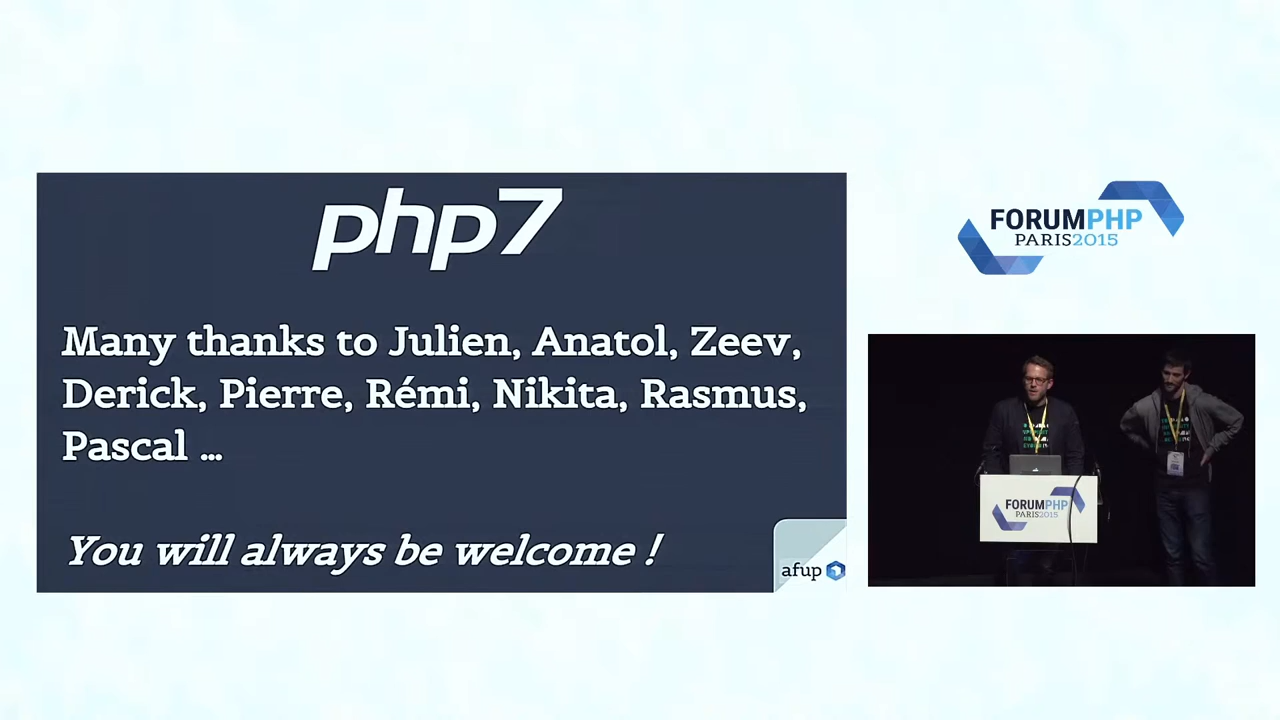 php7
Many thanks to Julien, Anatol, Zeev,
Derick, Pierre, Rémi, Nikita, Rasmus,
Pascal ...
You will always be welcome !
afup
FORUMPHP
PARIS2015
FORUMPHP
PARIS2015